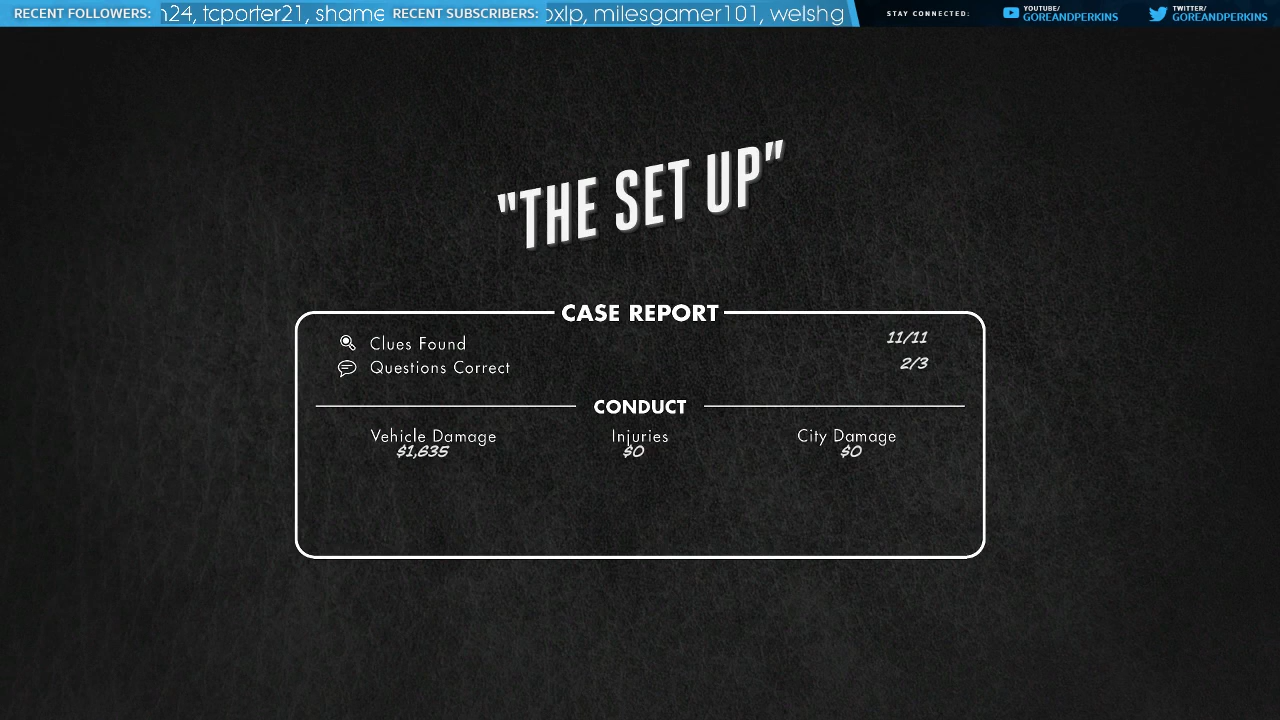 RECENT FOLLOWERS: n24, tcporter21, shame RECENT SUBSCRIBERS: oxlp, milesgamer101, welshg STAY CONNECTED: YOUTUBE/ GOREANDPERKINS TWITTER/ GOREANDPERKINS
"THE SET UP"
CASE REPORT
Clues Found 11/11
Questions Correct 2/3
CONDUCT
Vehicle Damage Injuries City Damage
$1,635 $0 $0